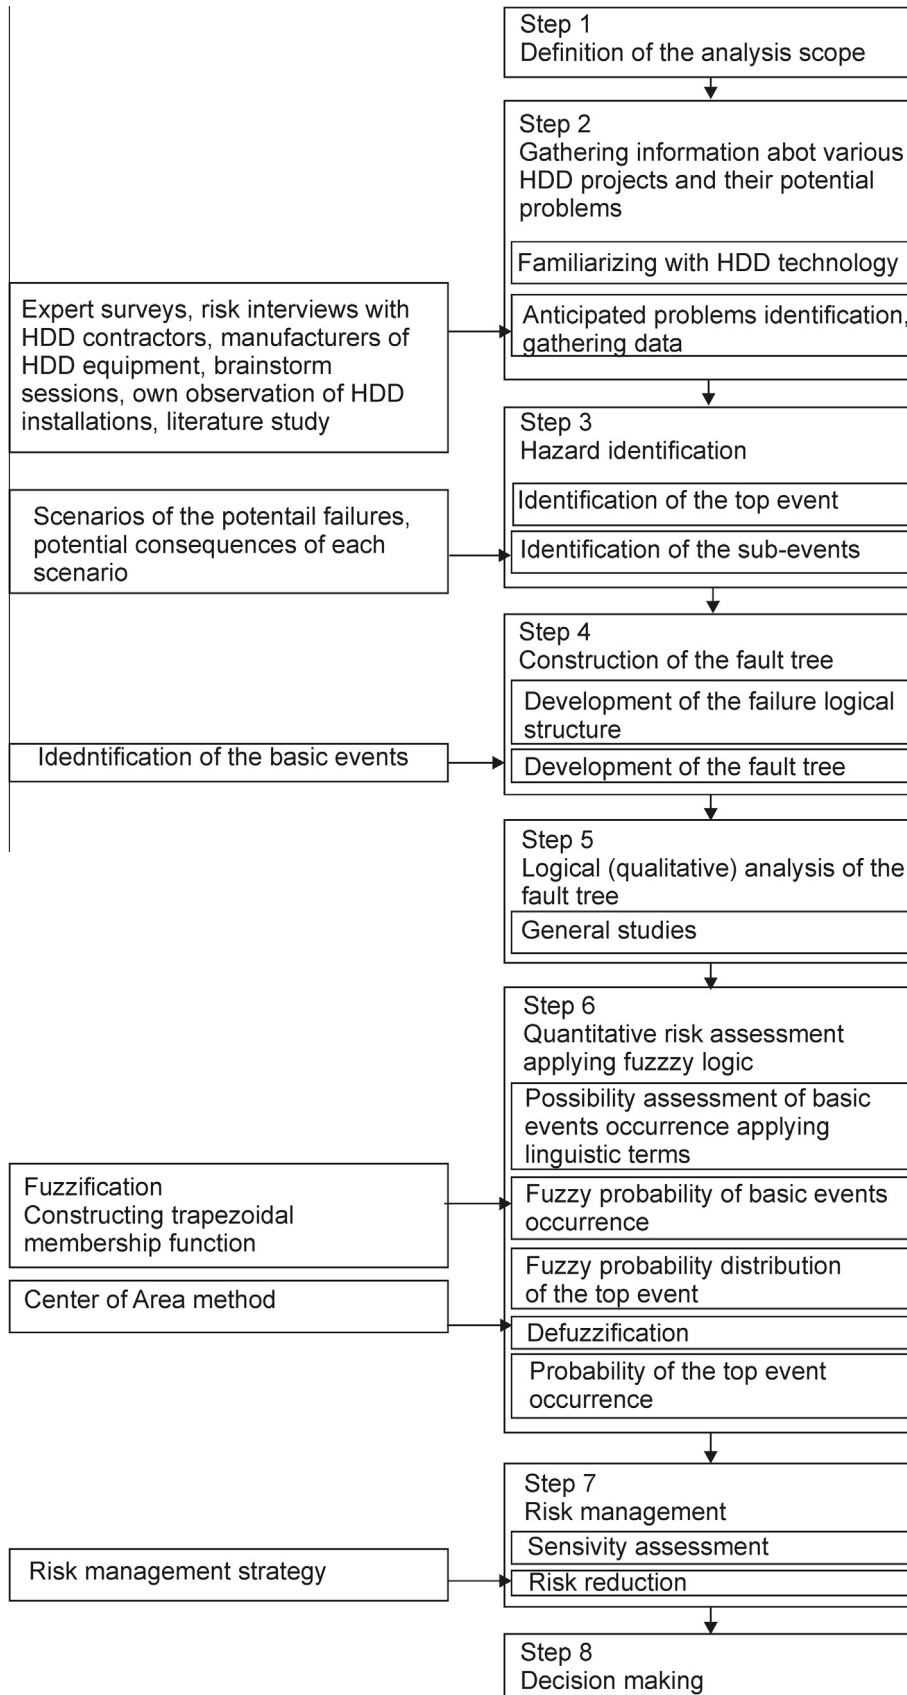 Step 1
Definition of the analysis scope
Step 2
Gathering information abot various
HDD projects and their potential
problems
Familiarizing with HDD technology
Expert surveys, risk interviews with
HDD contractors, manufacturers of
HDD equipment, brainstorm
sessions, own observation of HDD
installations, literature study
Anticipated problems identification,
gathering data
Step 3
Hazard identification
Identification of the top event
Scenarios of the potentail failures,
potential consequences of each
scenario
Identification of the sub-events
Step 4
Construction of the fault tree
Development of the failure logical
structure
Idedntification of the basic events
Development of the fault tree
Step 5
Logical (qualitative) analysis of the
fault tree
General studies
Step 6
Quantitative risk assessment
applying fuzzzy logic
Possibility assessment of basic
events occurrence applying
linguistic terms
Fuzzification
Constructing trapezoidal
membership function
Fuzzy probability of basic events
occurrence
Fuzzy probability distribution
of the top event
Center of Area method
Defuzzification
Probability of the top event
occurrence
Step 7
Risk management
Sensivity assessment
Risk management strategy
Risk reduction
Step 8
Decision making